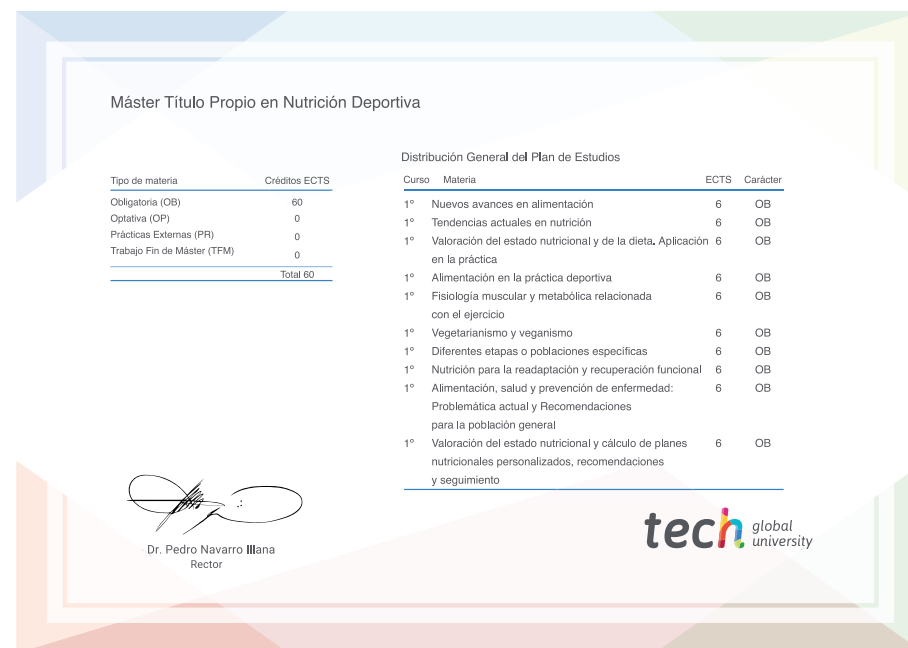 Máster Título Propio en Nutrición Deportiva
Tipo de materia Créditos ECTS
Obligatoria (OB) 60
Optativa (OP) 0
Prácticas Externas (PR) 0
Trabajo Fin de Máster (TFM) 0
Total 60
Distribución General del Plan de Estudios
Curso Materia ECTS Carácter
1º Nuevos avances en alimentación 6 OB
1º Tendencias actuales en nutrición 6 OB
1º Valoración del estado nutricional y de la dieta. Aplicación 6 OB
en la práctica
1º Alimentación en la práctica deportiva 6 OB
1º Fisiología muscular y metabólica relacionada 6 OB
con el ejercicio
1º Vegetarianismo y veganismo 6 OB
1º Diferentes etapas o poblaciones específicas 6 OB
1º Nutrición para la readaptación y recuperación funcional 6 OB
1º Alimentación, salud y prevención de enfermedad: 6 OB
Problemática actual y Recomendaciones
para la población general
1º Valoración del estado nutricional y cálculo de planes 6 OB
nutricionales personalizados, recomendaciones
y seguimiento
Dr. Pedro Navarro Illana
Rector
tech global
university